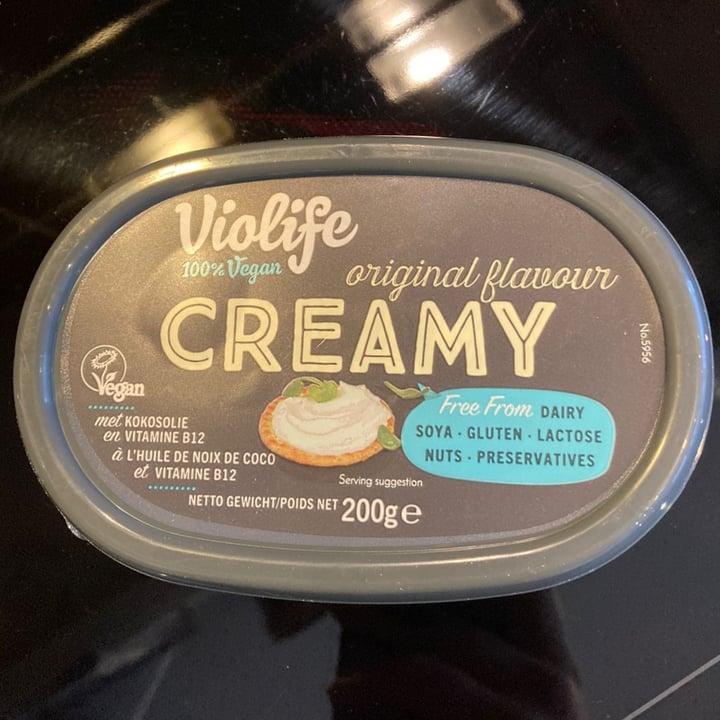 Violife
100% Vegan
original flavour
CREAMY
No.5956
Vegan
met KOKOSOLIE
en VITAMINE B12
à L'HUILE DE NOIX DE COCO
et VITAMINE B12
Free From DAIRY
SOYA · GLUTEN · LACTOSE
NUTS · PRESERVATIVES
Serving suggestion
NETTO GEWICHT/POIDS NET 200g e